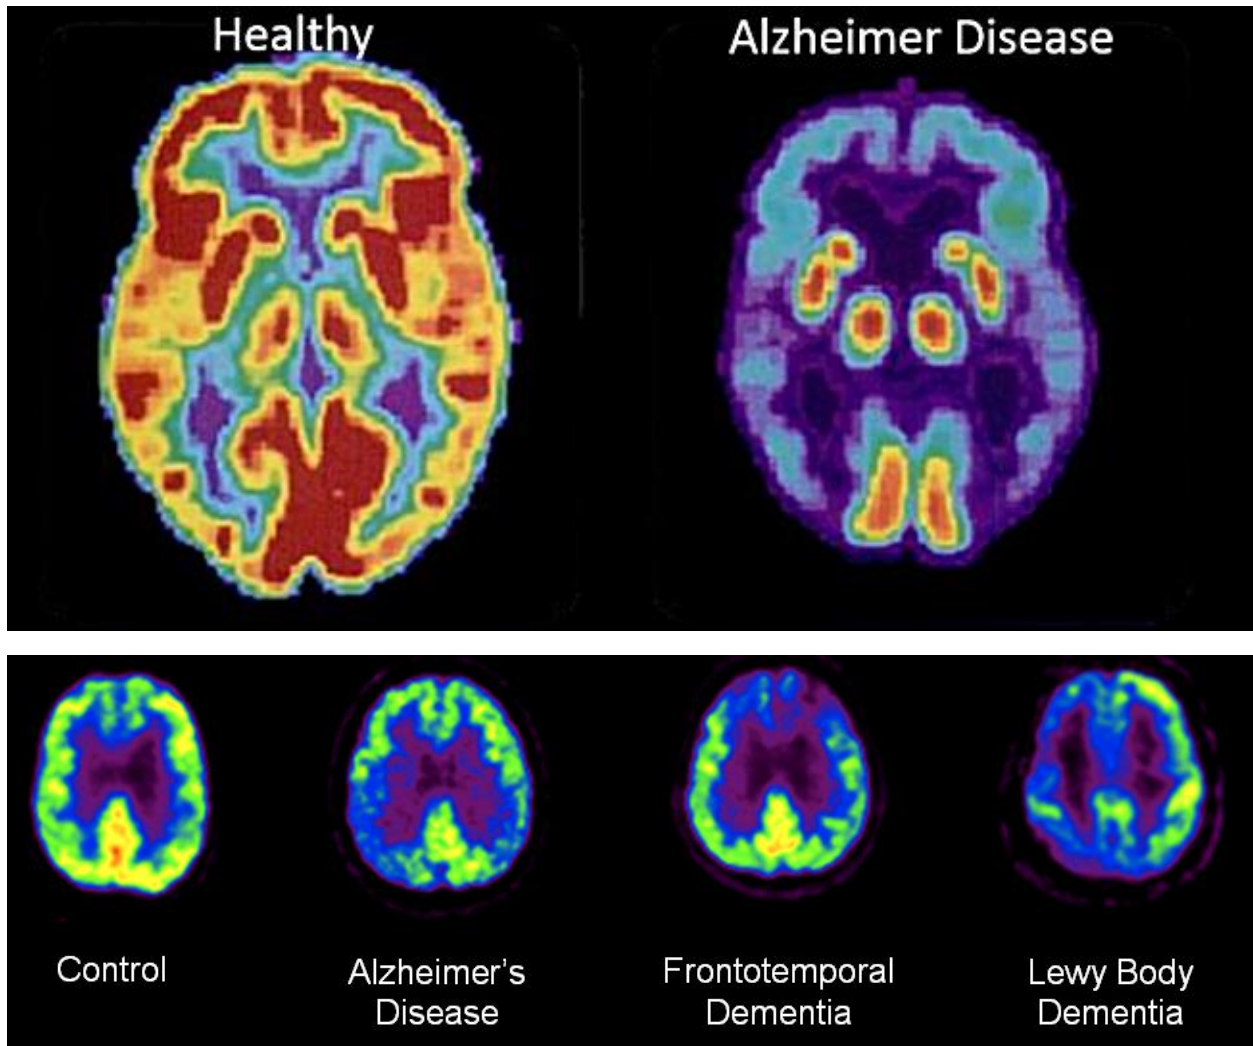 Healthy
Alzheimer Disease
Control
Alzheimer's
Disease
Frontotemporal
Dementia
Lewy Body
Dementia